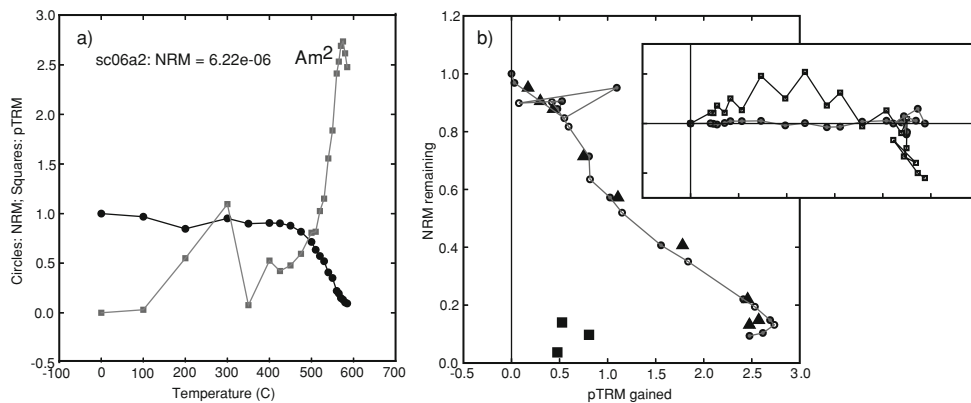 a)
sc06a2: NRM = 6.22e-06 Am2
Circles: NRM; Squares: pTRM
3.0
2.5
2.0
1.5
1.0
0.5
0.0
-0.5
-100 0 100 200 300 400 500 600 700
Temperature (C)
b)
NRM remaining
1.2
1.0
0.8
0.6
0.4
0.2
0.0
-0.5 0.0 0.5 1.0 1.5 2.0 2.5 3.0
pTRM gained